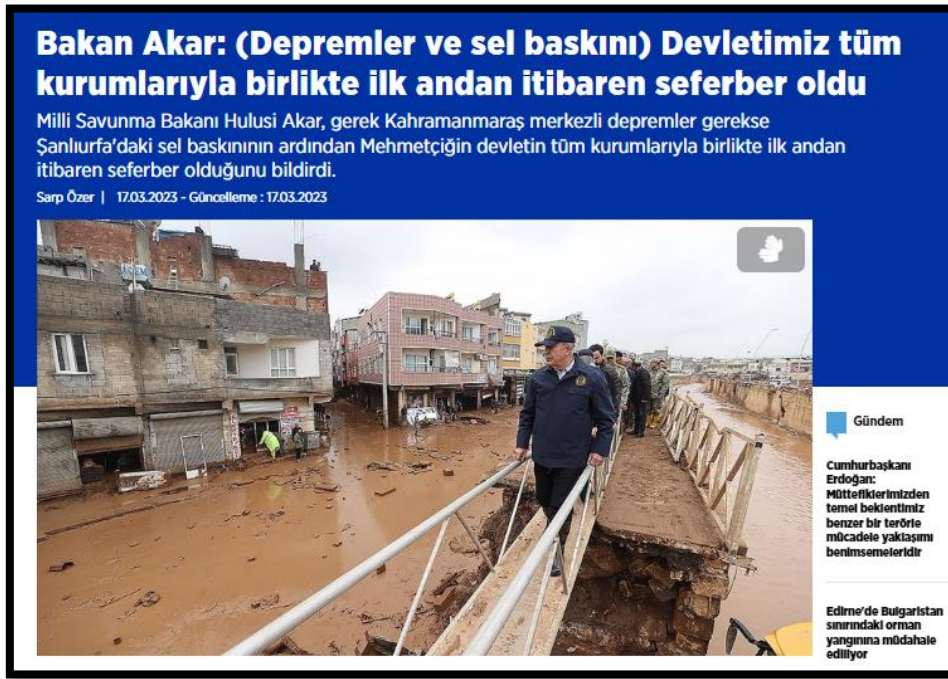 Bakan Akar: (Depremler ve sel baskını) Devletimiz tüm
kurumlarıyla birlikte ilk andan itibaren seferber oldu
Milli Savunma Bakanı Hulusi Akar, gerek Kahramanmaraş merkezli depremler gerekse
Şanlıurfa'daki sel baskınının ardından Mehmetçiğin devletin tüm kurumlarıyla birlikte ilk andan
itibaren seferber olduğunu bildirdi.
Sarp Özer | 17.03.2023 - Güncelleme : 17.03.2023
Gündem
Cumhurbaşkanı
Erdoğan:
Müttefiklerimizden
temel beklentimiz
benzer bir terörle
mücadele yaklaşımı
benimsemeleridir
Edirne'de Bulgaristan
sınırındaki orman
yangınına müdahale
ediliyor